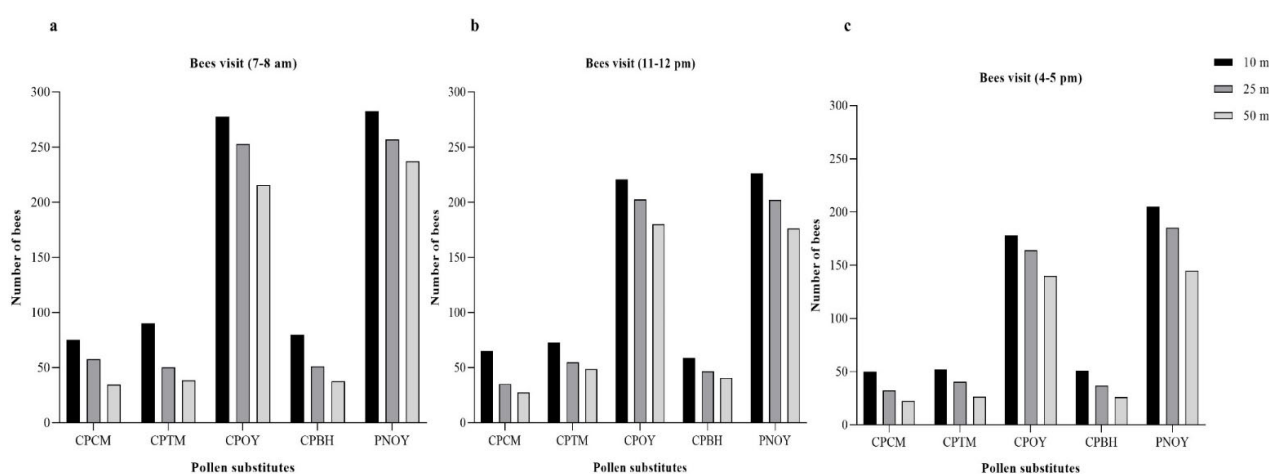 a
Bees visit (7-8 am)
Number of bees
300
250
200
150
100
50
0
CPCM CPTM CPOY CPBH PNOY
Pollen substitutes
b
Bees visit (11-12 pm)
Number of bees
300
250
200
150
100
50
0
CPCM CPTM CPOY CPBH PNOY
Pollen substitutes
c
Bees visit (4-5 pm)
Number of bees
300
250
200
150
100
50
0
CPCM CPTM CPOY CPBH PNOY
Pollen substitutes
10 m
25 m
50 m